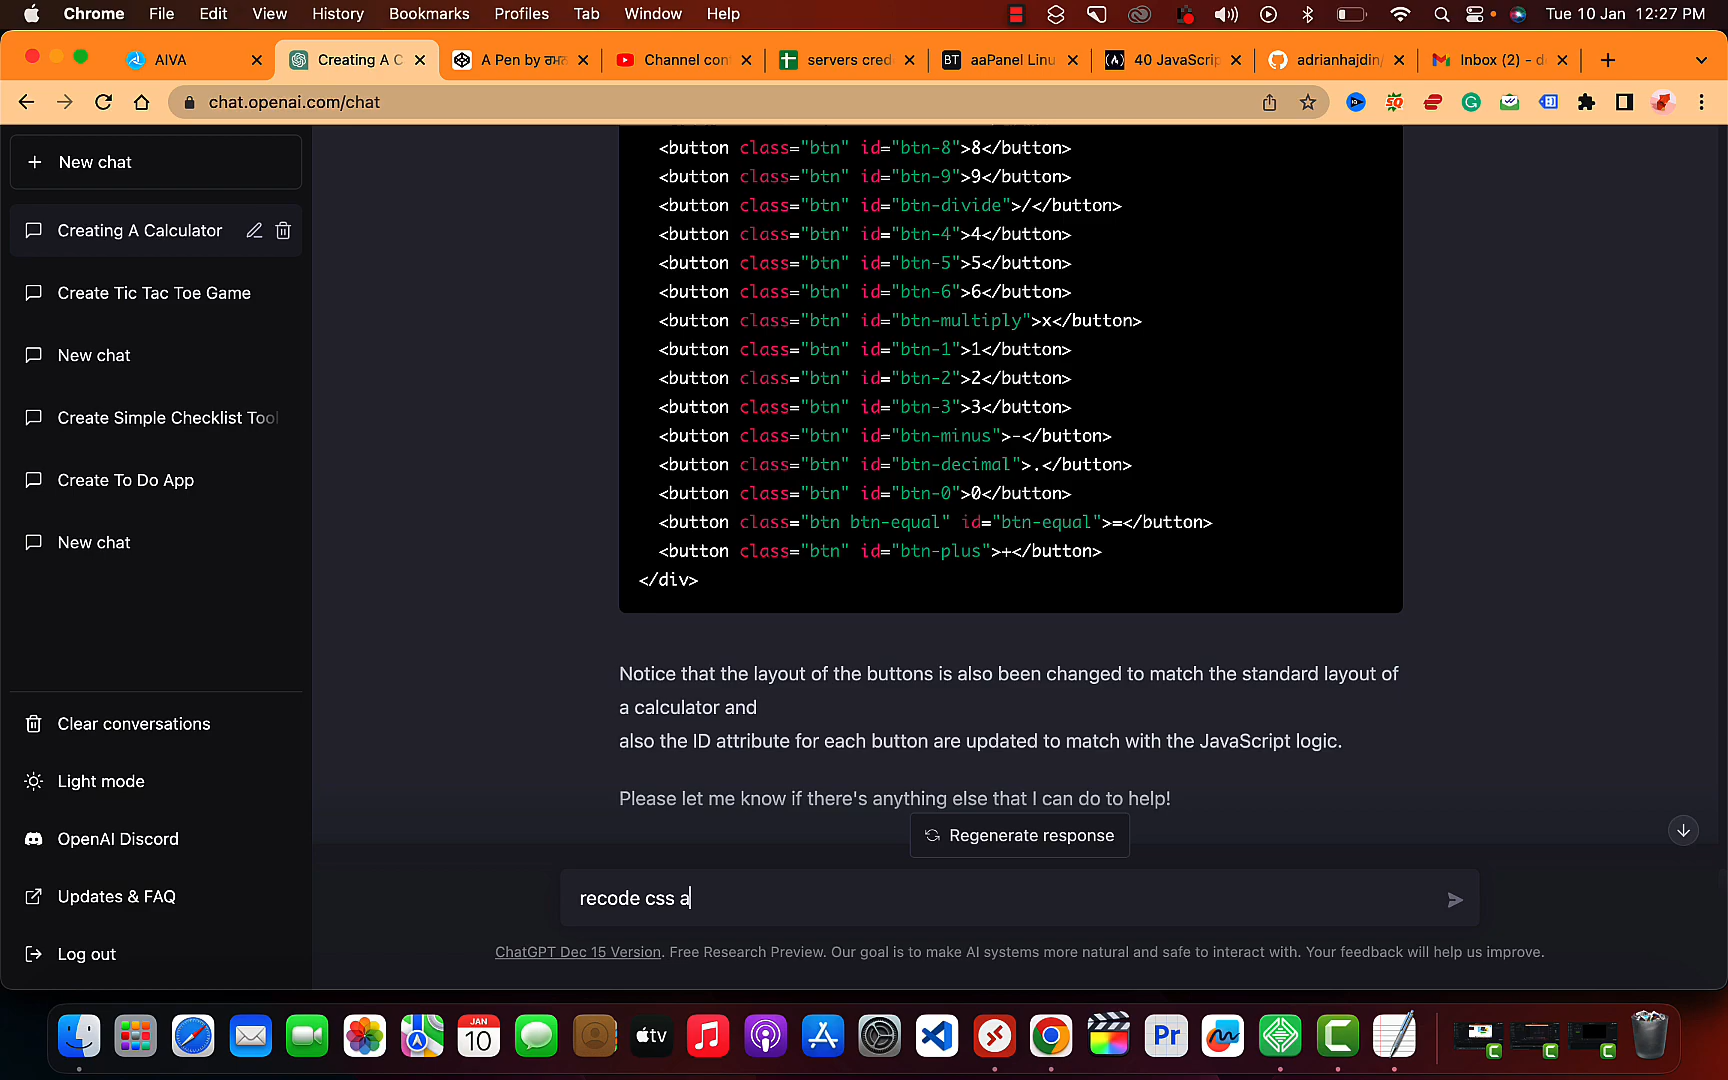 Chrome File Edit View History Bookmarks Profiles Tab Window Help Tue 10 Jan 12:27 PM
AIVA Creating A C servers cred aaPanel Linu 40 JavaScrip adrianhajdin/ Inbox (2) - d
A Pen by
Channel con
chat.openai.com/chat
New chat
Creating A Calculator
Create Tic Tac Toe Game
New chat
Create Simple Checklist Tool
Create To Do App
New chat
Clear conversations
Light mode
OpenAI Discord
Updates & FAQ
Log out
<button class="btn" id="btn-8">8</button>
<button class="btn" id="btn-9">9</button>
<button class="btn" id="btn-divide">/</button>
<button class="btn" id="btn-4">4</button>
<button class="btn" id="btn-5">5</button>
<button class="btn" id="btn-6">6</button>
<button class="btn" id="btn-multiply">x</button>
<button class="btn" id="btn-1">1</button>
<button class="btn" id="btn-2">2</button>
<button class="btn" id="btn-3">3</button>
<button class="btn" id="btn-minus">-</button>
<button class="btn" id="btn-decimal">.</button>
<button class="btn" id="btn-0">0</button>
<button class="btn btn-equal" id="btn-equal">=</button>
<button class="btn" id="btn-plus">+</button>
</div>
Notice that the layout of the buttons is also been changed to match the standard layout of
a calculator and
also the ID attribute for each button are updated to match with the JavaScript logic.
Please let me know if there's anything else that I can do to help!
Regenerate response
recode css a
ChatGPT Dec 15 Version. Free Research Preview. Our goal is to make AI systems more natural and safe to interact with. Your feedback will help us improve.
JAN
10
tv
Pr